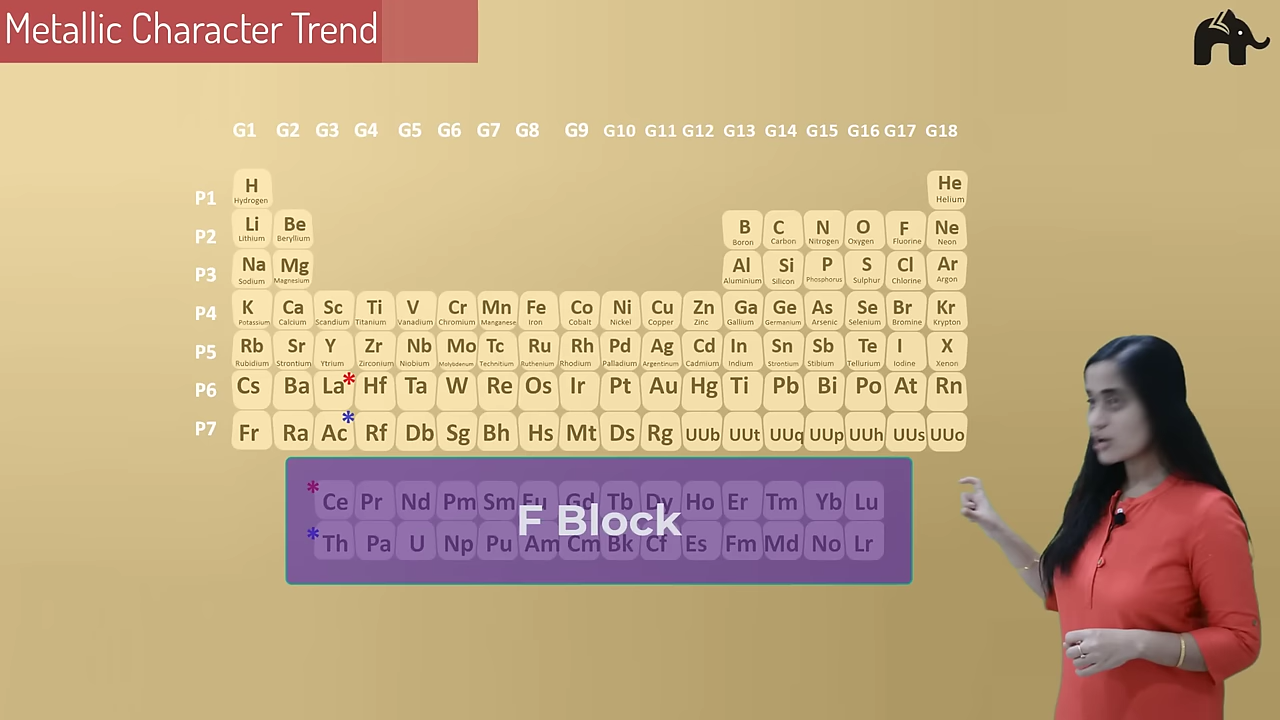 Metallic Character Trend
G1 G2 G3 G4 G5 G6 G7 G8 G9 G10 G11 G12 G13 G14 G15 G16 G17 G18
P1 H He
Hydrogen Helium
P2 Li Be B C N O F Ne
Lithium Beryllium Boron Carbon Nitrogen Oxygen Fluorine Neon
P3 Na Mg Al Si P S Cl Ar
Sodium Magnesium Aluminium Silicon Phosphorus Sulphur Chlorine Argon
P4 K Ca Sc Ti V Cr Mn Fe Co Ni Cu Zn Ga Ge As Se Br Kr
Potassium Calcium Scandium Titanium Vanadium Chromium Manganese Iron Cobalt Nickel Copper Zinc Gallium Germanium Arsenic Selenium Bromine Krypton
P5 Rb Sr Y Zr Nb Mo Tc Ru Rh Pd Ag Cd In Sn Sb Te I X
Rubidium Strontium Yttrium Zirconium Niobium Molybdenum Tecnitium Ruthenium Rhodium Palladium Argentinum Cadmium Indium Strontium Stibium Tellurium Iodine Xenon
P6 Cs Ba La* Hf Ta W Re Os Ir Pt Au Hg Ti Pb Bi Po At Rn
P7 Fr Ra Ac* Rf Db Sg Bh Hs Mt Ds Rg UUb UUt UUq UUp UUh UUs UUo
* Ce Pr Nd Pm Sm Eu Gd Tb Dy Ho Er Tm Yb Lu
F Block
* Th Pa U Np Pu Am Cm Bk Cf Es Fm Md No Lr